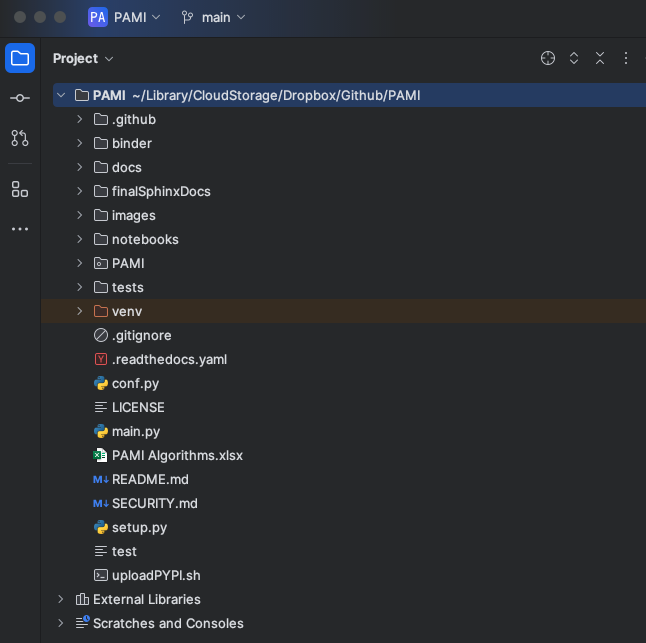 PA PAMI main
Project
PAMI ~/Library/CloudStorage/Dropbox/Github/PAMI
.github
binder
docs
finalSphinxDocs
images
notebooks
PAMI
tests
venv
.gitignore
Y .readthedocs.yaml
conf.py
LICENSE
main.py
PAMI Algorithms.xlsx
M↓ README.md
M↓ SECURITY.md
setup.py
test
uploadPYPI.sh
External Libraries
Scratches and Consoles